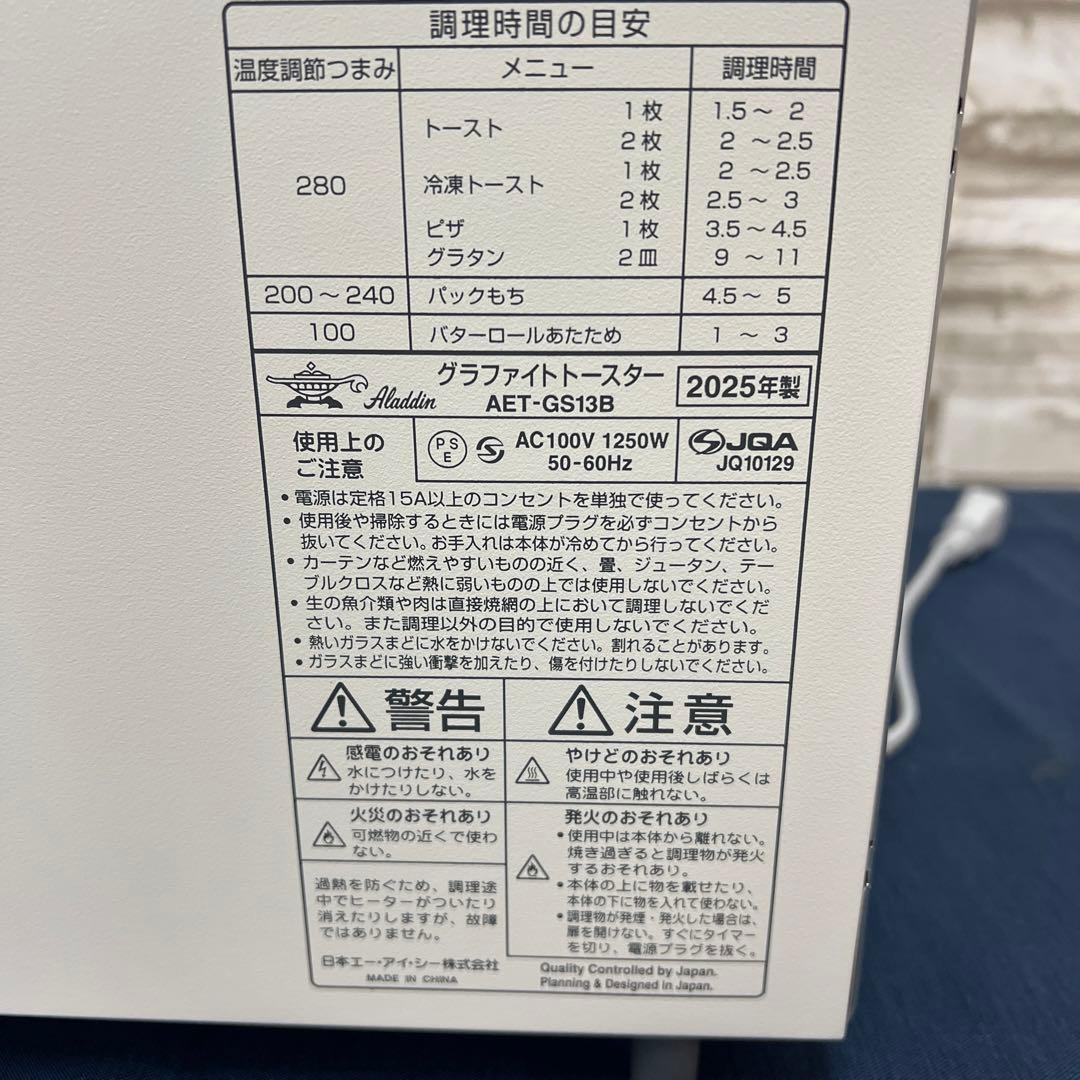 調理時間の目安
温度調節つまみ メニュー 調理時間
280
トースト 1枚 1.5～ 2
2枚 2 ～2.5
冷凍トースト 1枚 2 ～2.5
2枚 2.5～ 3
ピザ 1枚 3.5～4.5
グラタン 2皿 9 ～11
200～240 パックもち 4.5～ 5
100 バターロールあたため 1 ～ 3
Aladdin
グラファイトトースター
AET-GS13B
2025年製
使用上の
ご注意
PSE
AC100V 1250W
50-60Hz
JQA
JQ10129
•電源は定格15A以上のコンセントを単独で使ってください。
•使用後や掃除するときには電源プラグを必ずコンセントから
抜いてください。お手入れは本体が冷めてから行ってください。
•カーテンなど燃えやすいものの近く、畳、ジュータン、テー
ブルクロスなど熱に弱いものの上では使用しないでください。
•生の魚介類や肉は直接焼網の上において調理しないでくだ
さい。また調理以外の目的で使用しないでください。
•熱いガラスまどに水をかけないでください。割れることがあります。
•ガラスまどに強い衝撃を加えたり、傷を付けたりしないでください。
警告
感電のおそれあり
水につけたり、水を
かけたりしない。
火災のおそれあり
可燃物の近くで使わ
ない。
過熱を防ぐため、調理途
中でヒーターがついたり
消えたりしますが、故障
ではありません。
日本エー・アイ・シー株式会社
MADE IN CHINA
注意
やけどのおそれあり
使用中や使用後しばらくは
高温部に触れない。
発火のおそれあり
•使用中は本体から離れない。
焼き過ぎると調理物が発火
するおそれあり。
•本体の上に物を載せたり、
本体の下に物を入れて使わない。
•調理物が発煙・発火した場合は、
扉を開けない。すぐにタイマー
を切り、電源プラグを抜く。
Quality Controlled by Japan.
Planning & Designed in Japan.